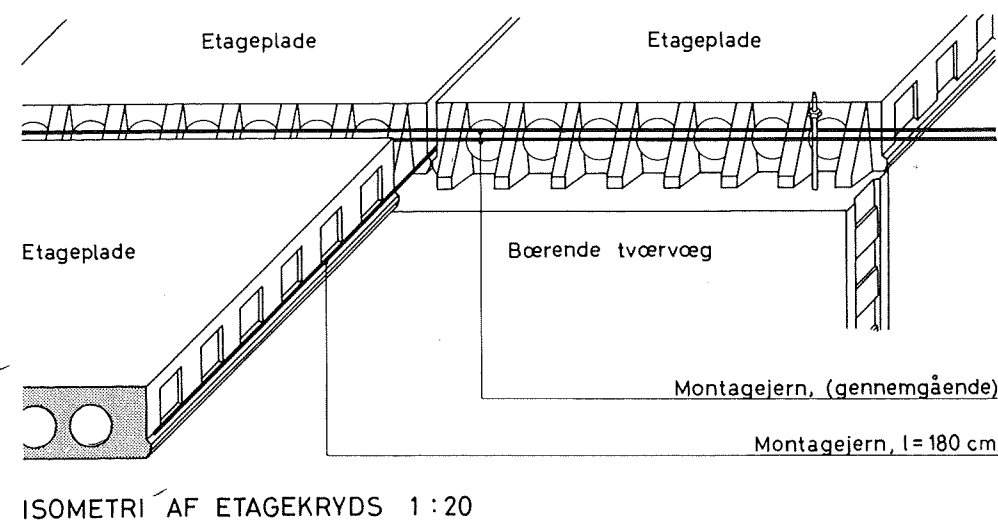 Etageplade
Etageplade
Etageplade
Bærende tværvæg
Montagejern, (gennemgående)
Montagejern, l = 180 cm
ISOMETRI AF ETAGEKRYDS 1 : 20